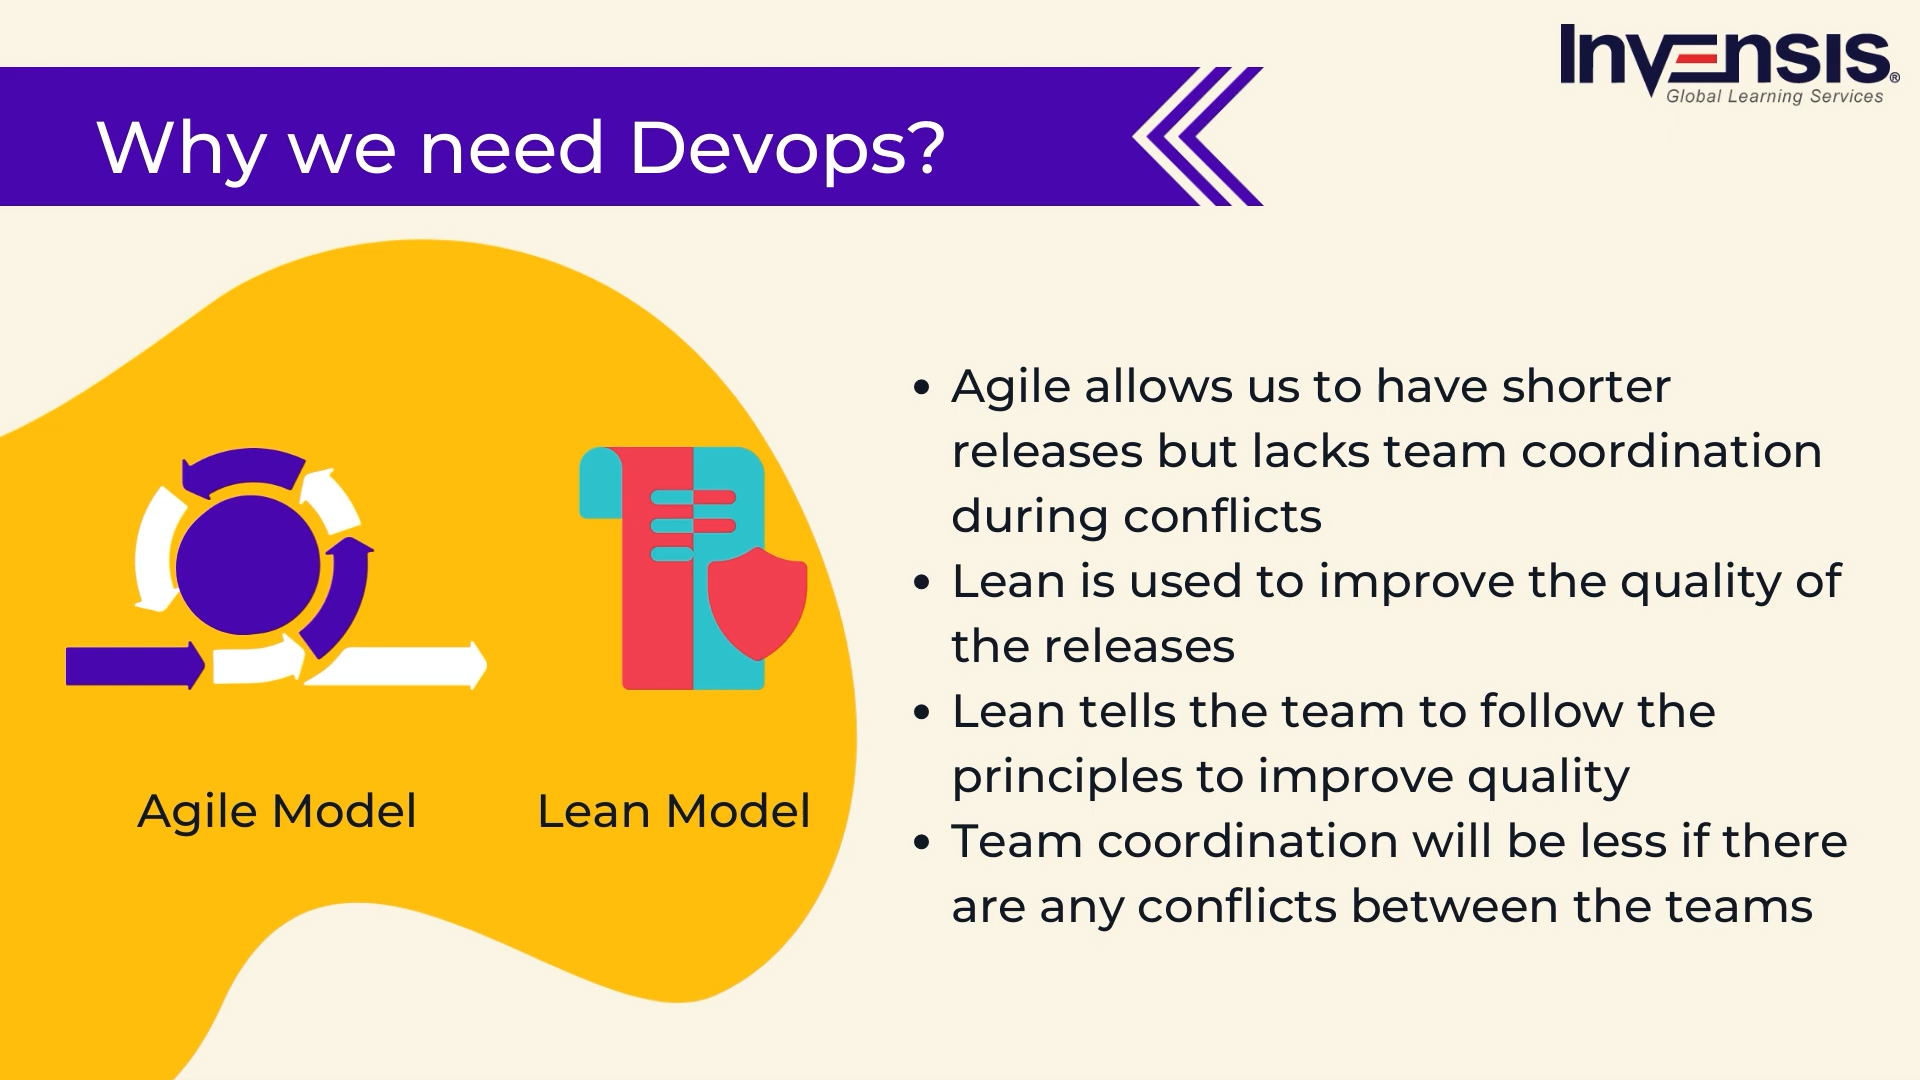 Invensis®
Global Learning Services
Why we need Devops?
Agile Model
Lean Model
• Agile allows us to have shorter
releases but lacks team coordination
during conflicts
• Lean is used to improve the quality of
the releases
• Lean tells the team to follow the
principles to improve quality
• Team coordination will be less if there
are any conflicts between the teams